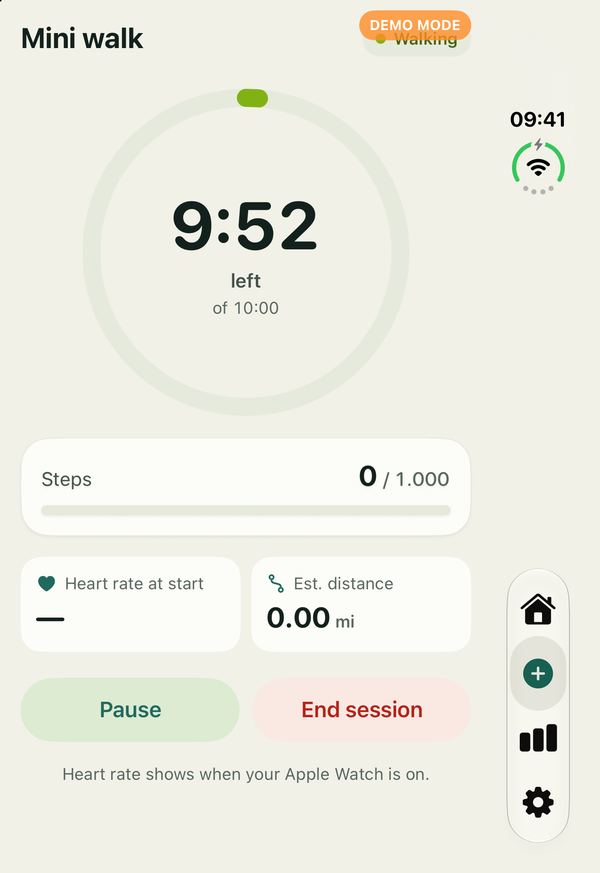 Mini walk
DEMO MODE
Walking
09:41
9:52
left
of 10:00
Steps
0 / 1.000
Heart rate at start
—
Est. distance
0.00 mi
Pause
End session
Heart rate shows when your Apple Watch is on.